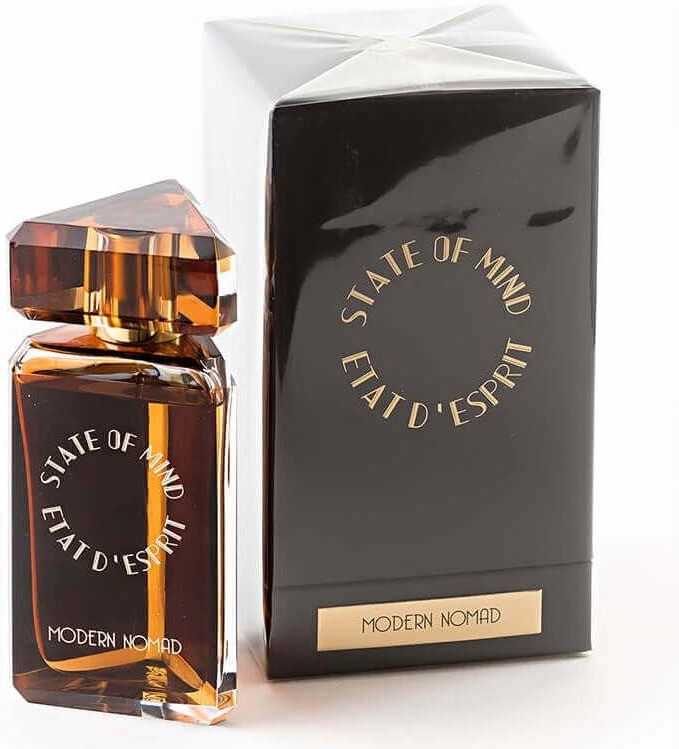 STATE OF MIND
ETAT D'ESPRIT
MODERN NOMAD
STATE OF MIND
ETAT D'ESPRIT
MODERN NOMAD